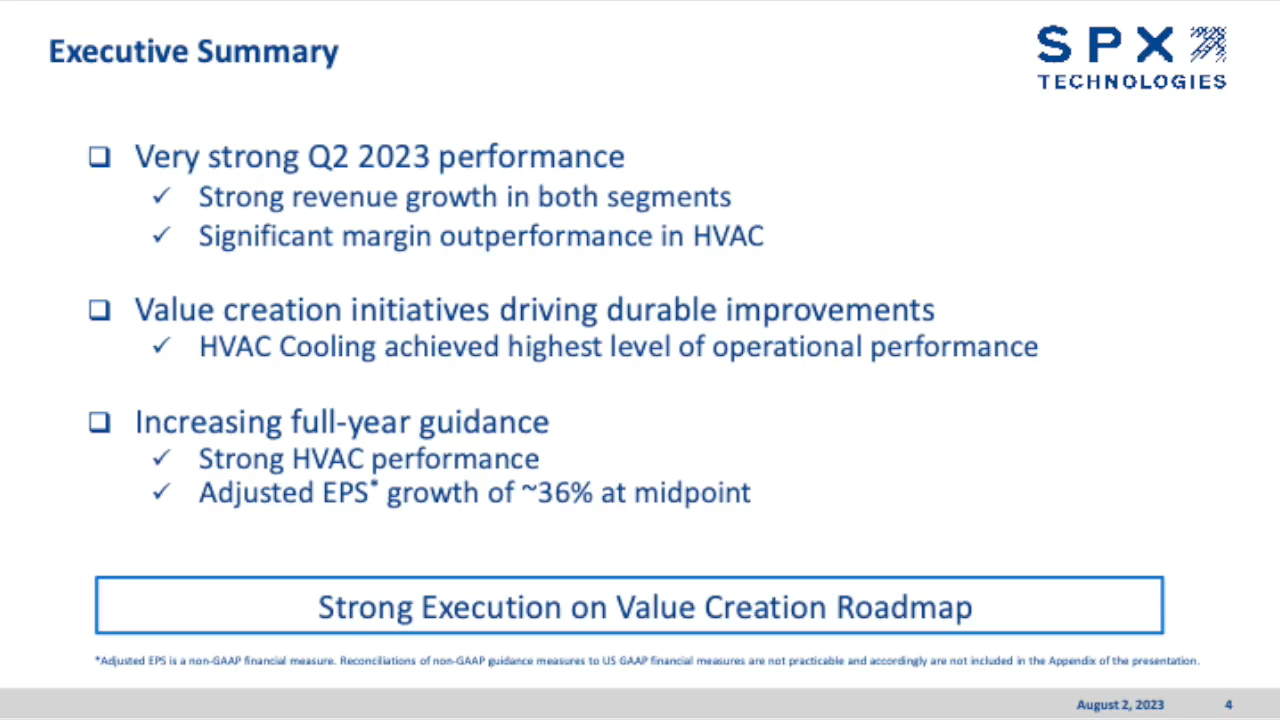 Executive Summary
SPX
TECHNOLOGIES
❑ Very strong Q2 2023 performance
✓ Strong revenue growth in both segments
✓ Significant margin outperformance in HVAC
❑ Value creation initiatives driving durable improvements
✓ HVAC Cooling achieved highest level of operational performance
❑ Increasing full-year guidance
✓ Strong HVAC performance
✓ Adjusted EPS* growth of ~36% at midpoint
Strong Execution on Value Creation Roadmap
*Adjusted EPS is a non-GAAP financial measure. Reconciliations of non-GAAP guidance measures to US GAAP financial measures are not practicable and accordingly are not included in the Appendix of the presentation.
August 2, 2023 4